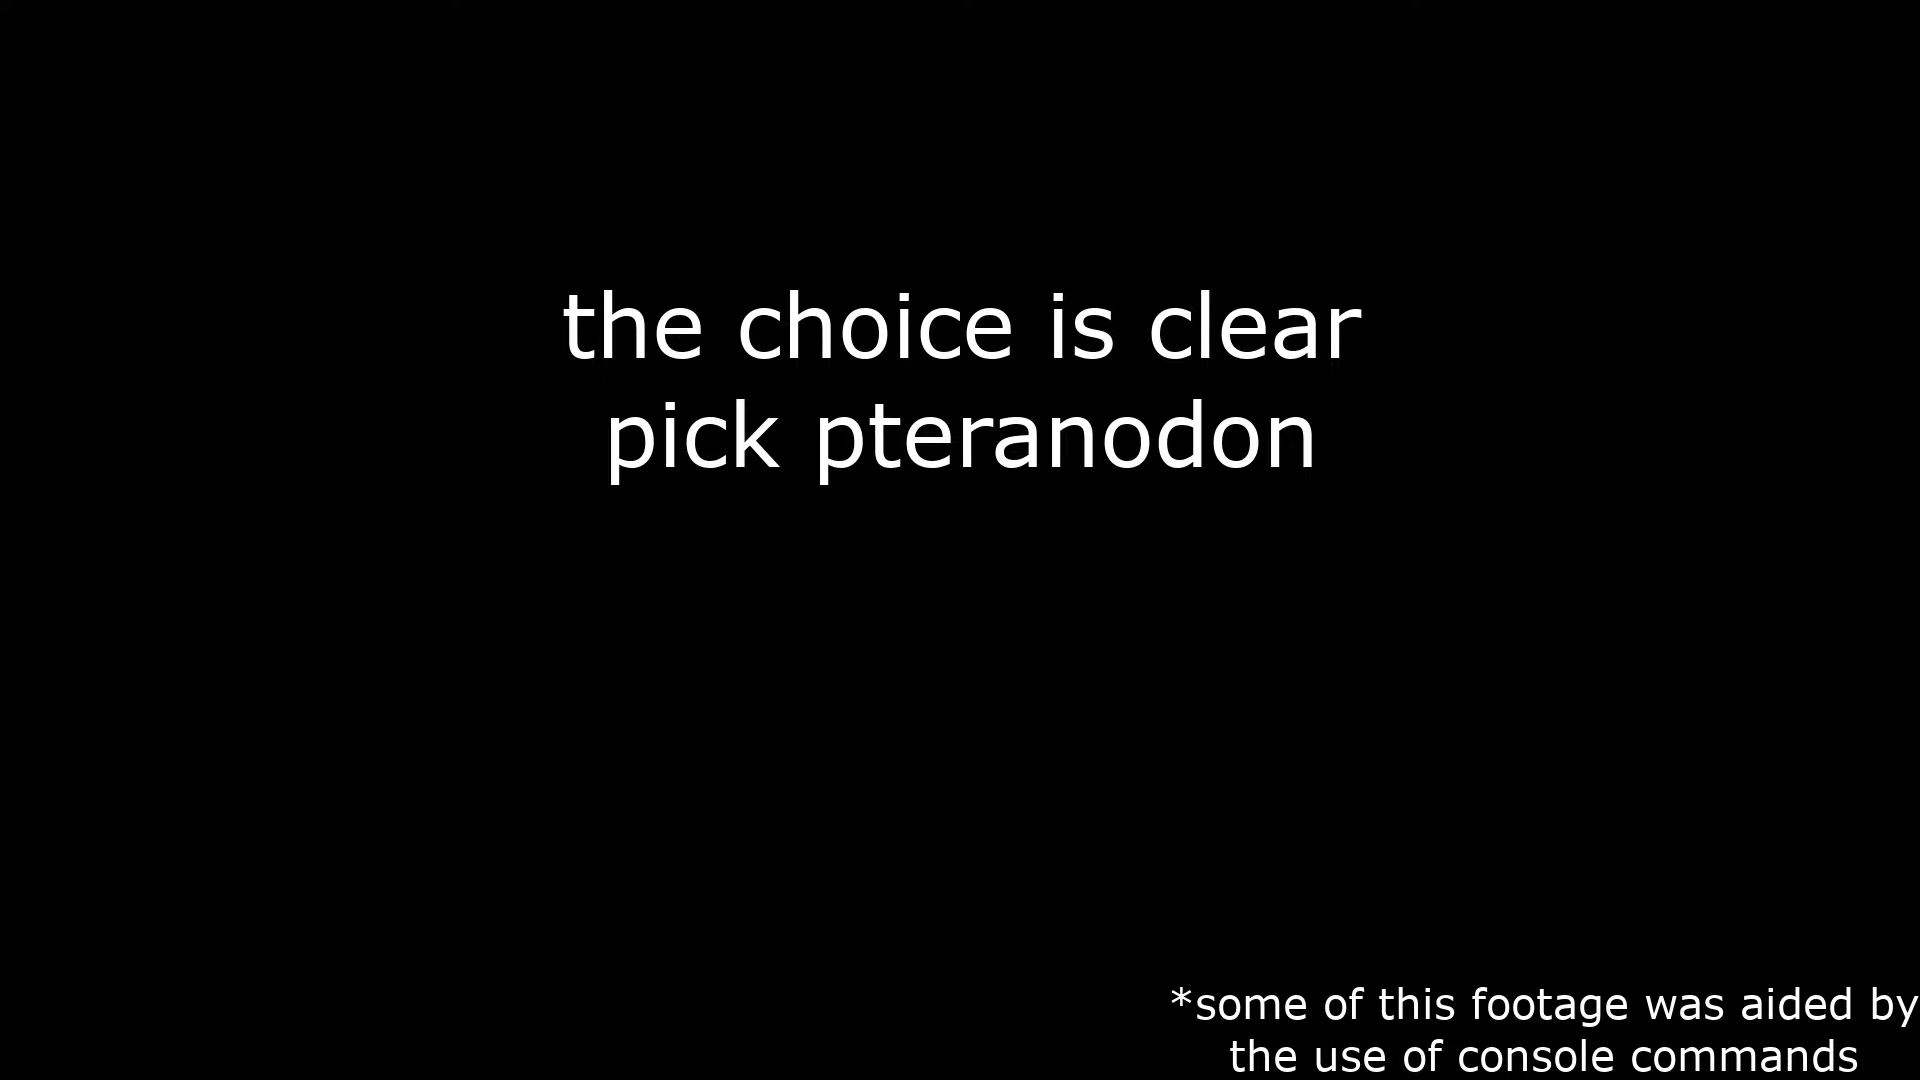 the choice is clear
pick pteranodon
*some of this footage was aided by
the use of console commands